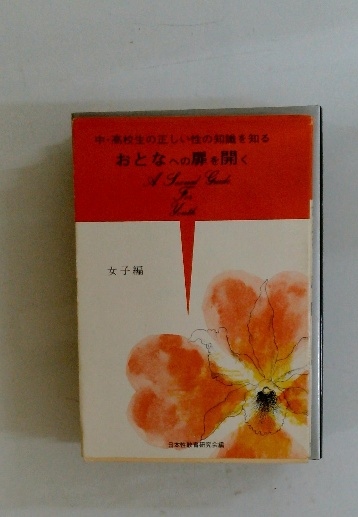 中・高校生の正しい性の知識を知る
おとなへの扉を開く
A Sexual Guide
For
Youth
女子編
日本性教育研究会編